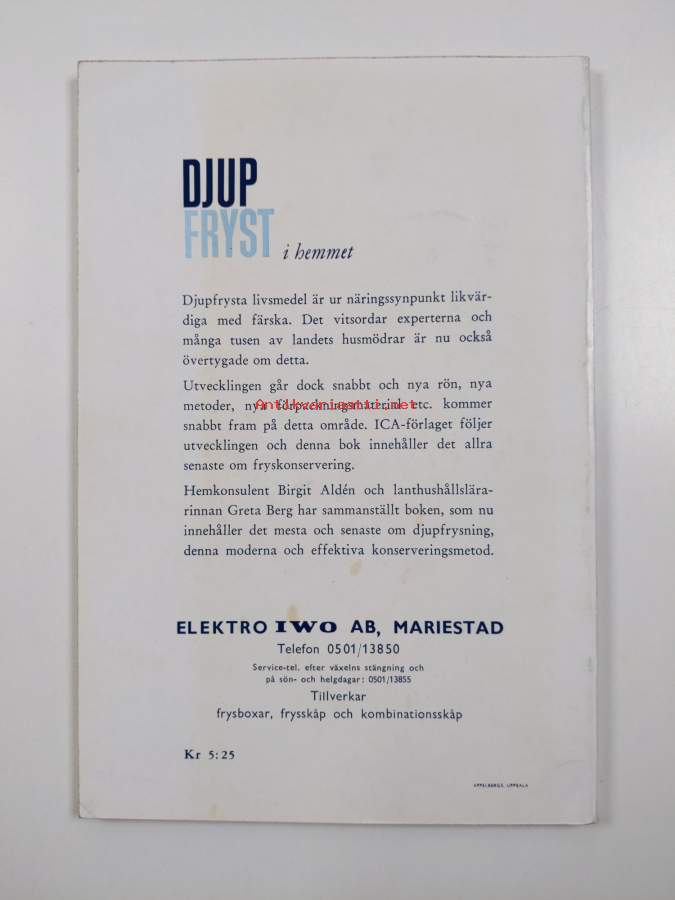 DJUP
FRYST
i hemmet
Djupfrysta livsmedel är ur näringssynpunkt likvär-
diga med färska. Det vitsordar experterna och
många tusen av landets husmödrar är nu också
övertygade om detta.
Utvecklingen går dock snabbt och nya rön, nya
metoder, nya förpackningsmaterial etc. kommer
Antikvariaatti.net
snabbt fram på detta område. ICA-förlaget följer
utvecklingen och denna bok innehåller det allra
senaste om fryskonservering.
Hemkonsulent Birgit Aldén och lanthushållslära-
rinnan Greta Berg har sammanställt boken, som nu
innehåller det mesta och senaste om djupfrysning,
denna moderna och effektiva konserveringsmetod.
ELEKTRO IWO AB, MARIESTAD
Telefon 0501/13850
Service-tel. efter växelns stängning och
på sön- och helgdagar: 0501/13855
Tillverkar
frysboxar, frysskåp och kombinationsskåp
Kr 5:25
APPELBERGS, UPPSALA